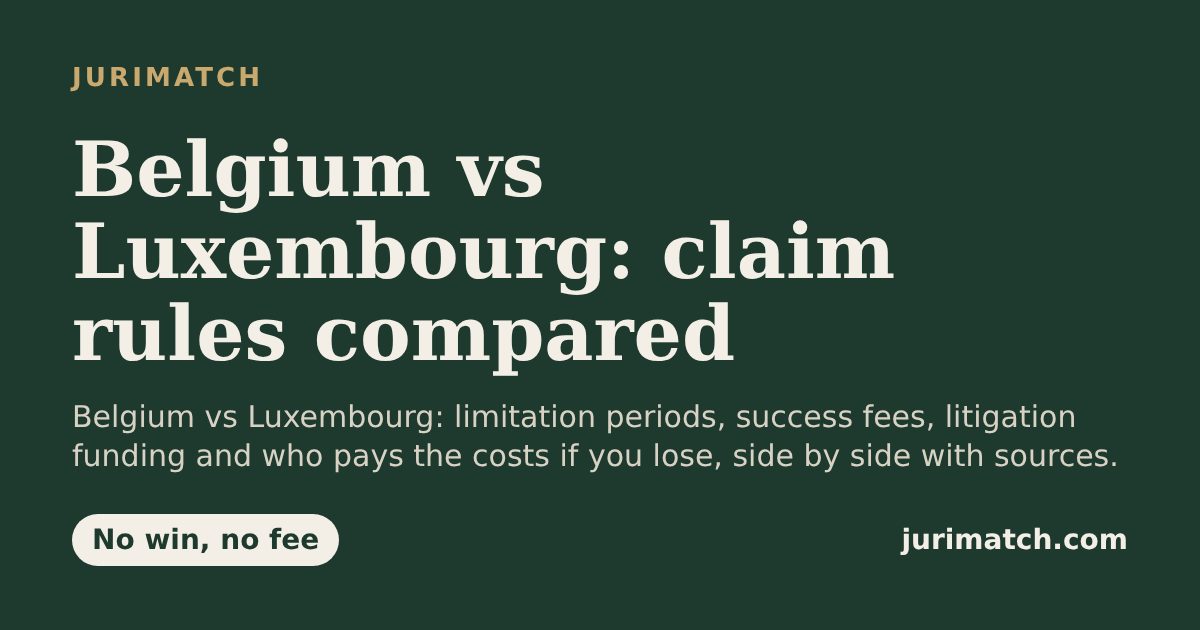 JURIMATCH
Belgium vs
Luxembourg: claim
rules compared
Belgium vs Luxembourg: limitation periods, success fees, litigation
funding and who pays the costs if you lose, side by side with sources.
No win, no fee
jurimatch.com